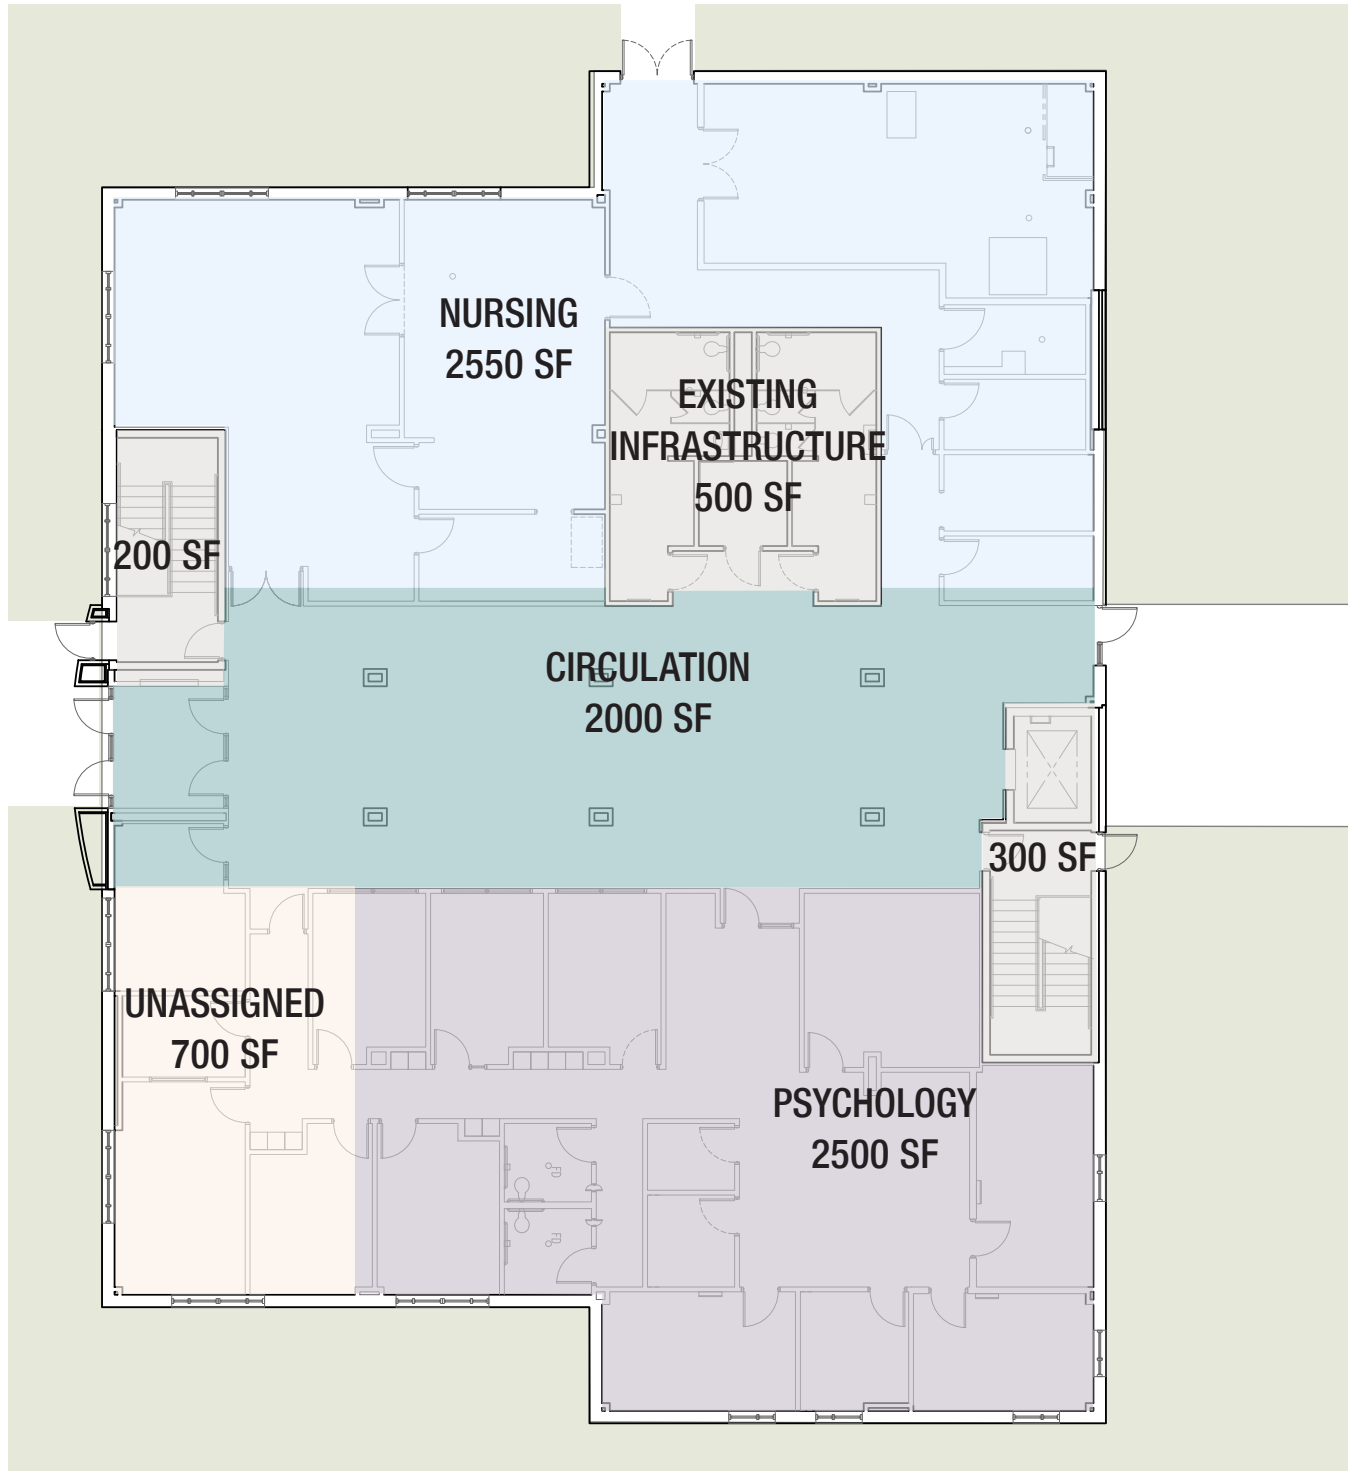 NURSING
2550 SF
EXISTING
INFRASTRUCTURE
500 SF
200 SF
CIRCULATION
2000 SF
300 SF
UNASSIGNED
700 SF
PSYCHOLOGY
2500 SF